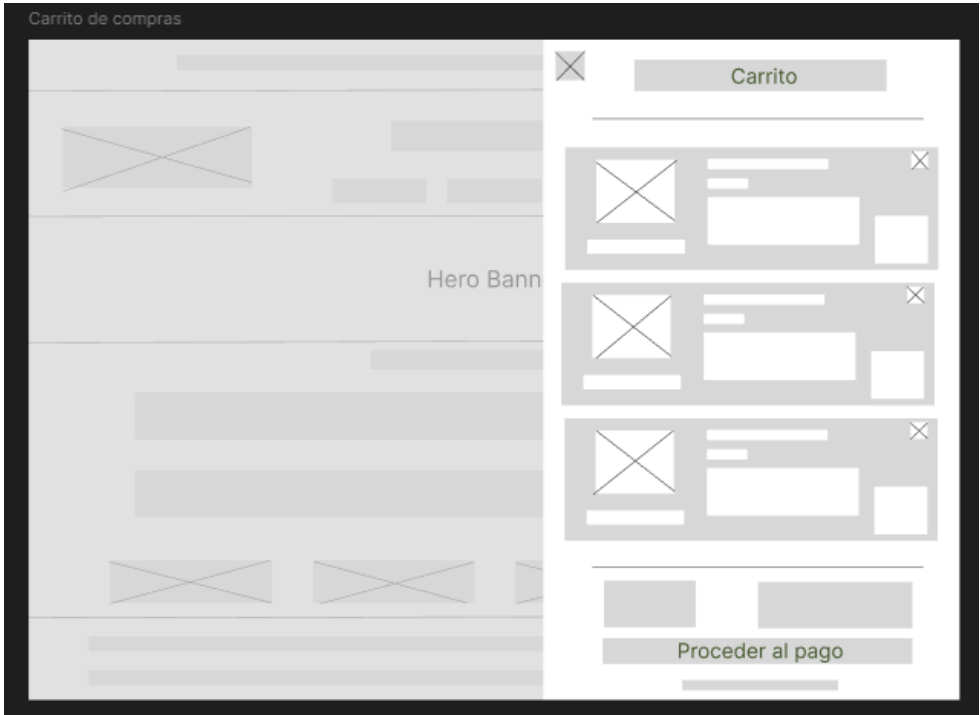 Carrito de compras
Carrito
Hero Bann
Proceder al pago